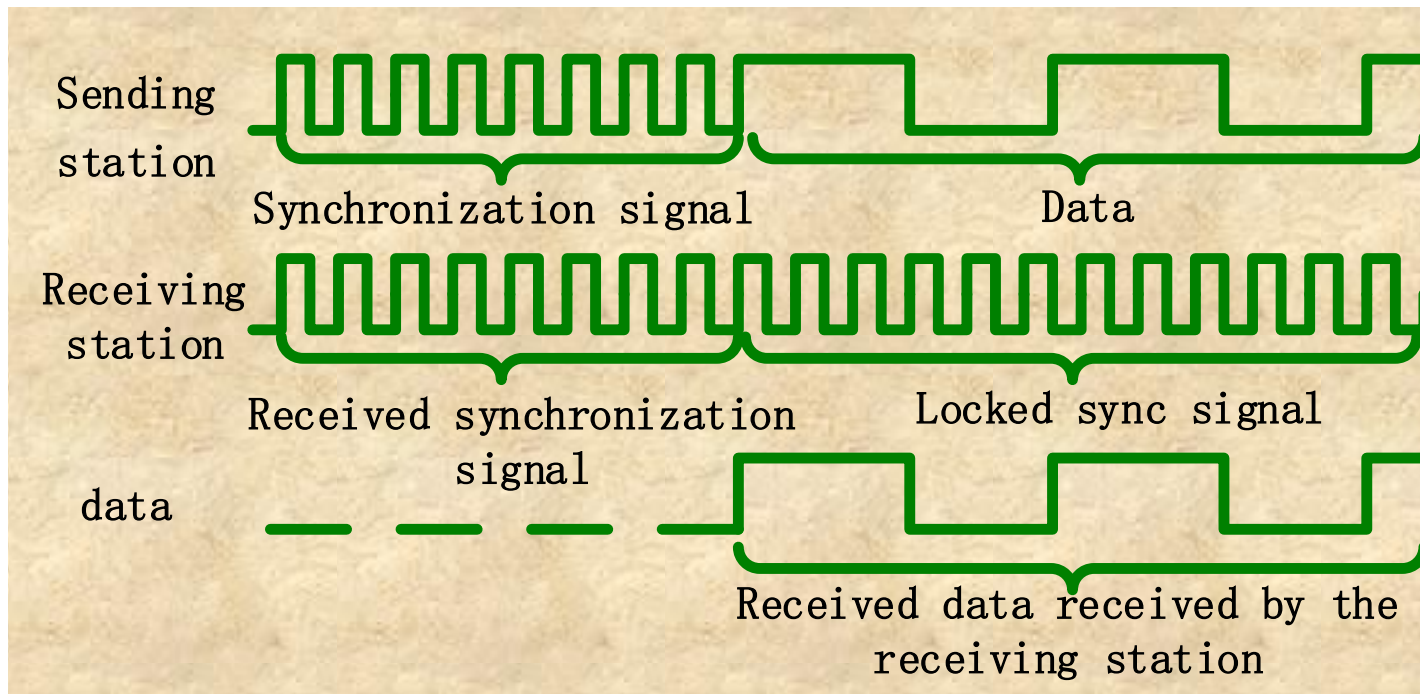 Sending
station
Synchronization signal
Data
Receiving
station
Received synchronization
signal
Locked sync signal
data
Received data received by the
receiving station